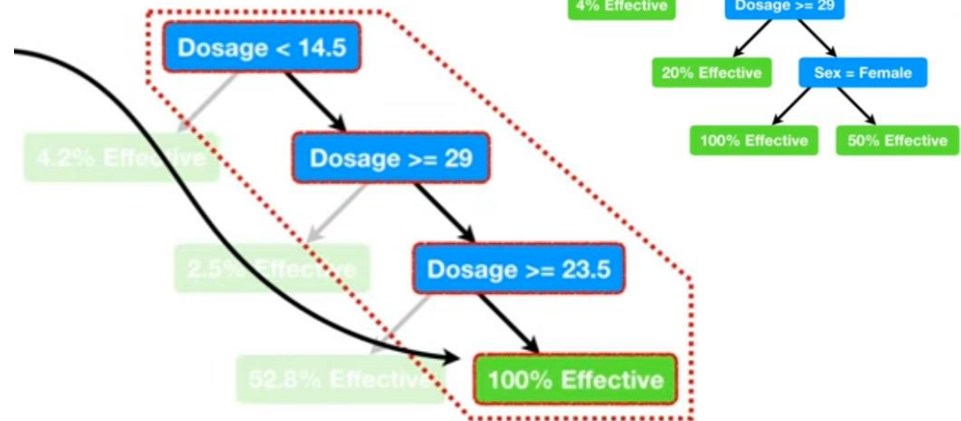 4% Effective
Dosage >= 29
20% Effective
Sex = Female
100% Effective
50% Effective
Dosage < 14.5
4.2% Effective
Dosage >= 29
2.5% Effective
Dosage >= 23.5
52.8% Effective
100% Effective